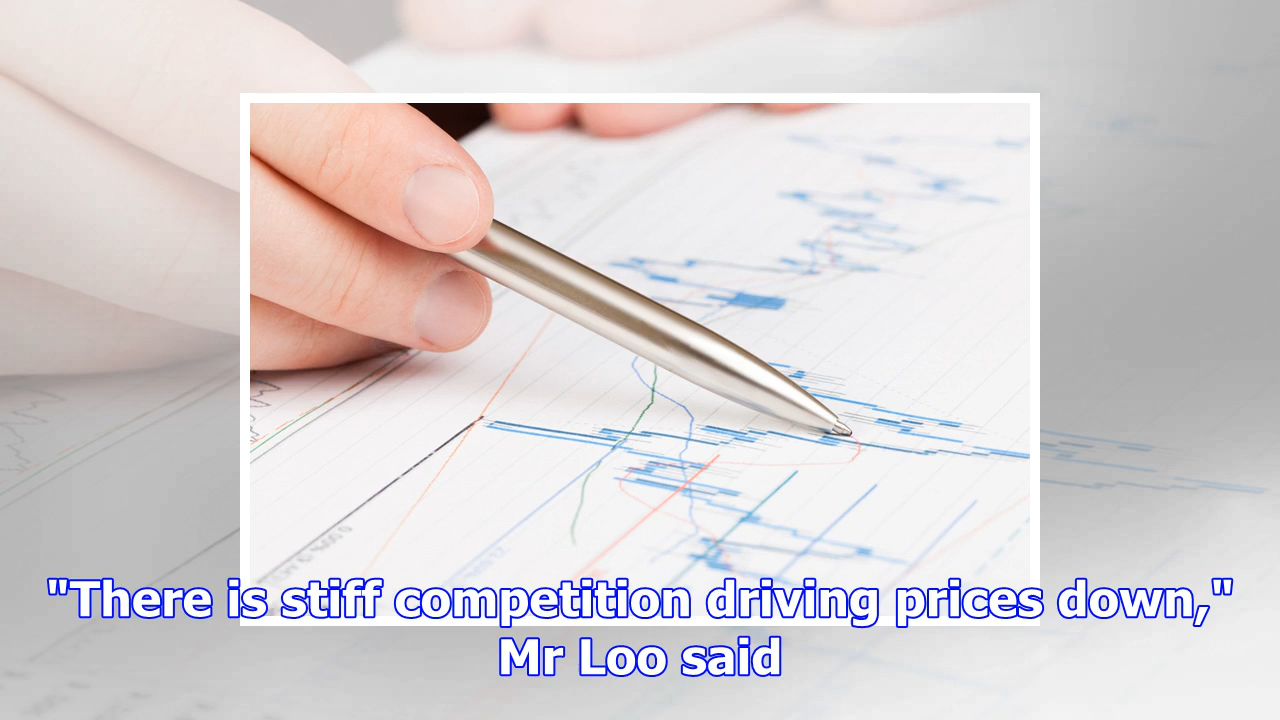 "There is stiff competition driving prices down,"
Mr Loo said